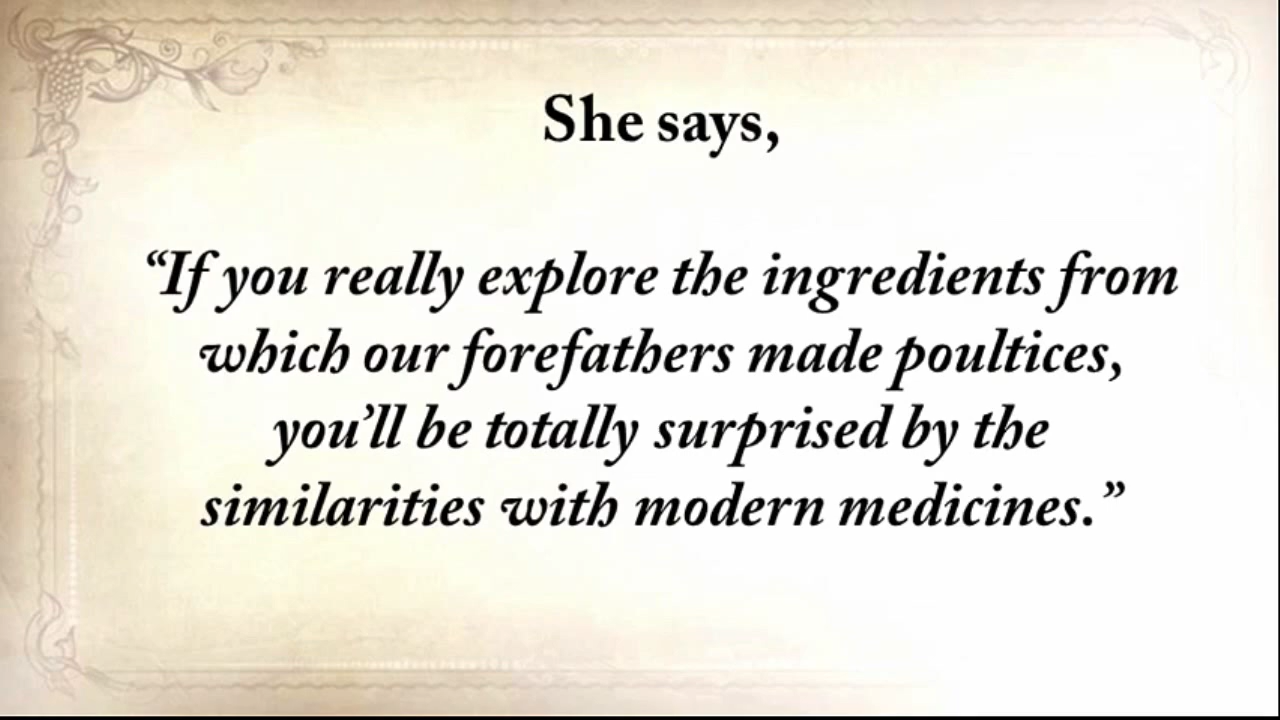 She says,
“If you really explore the ingredients from
which our forefathers made poultices,
you’ll be totally surprised by the
similarities with modern medicines.”